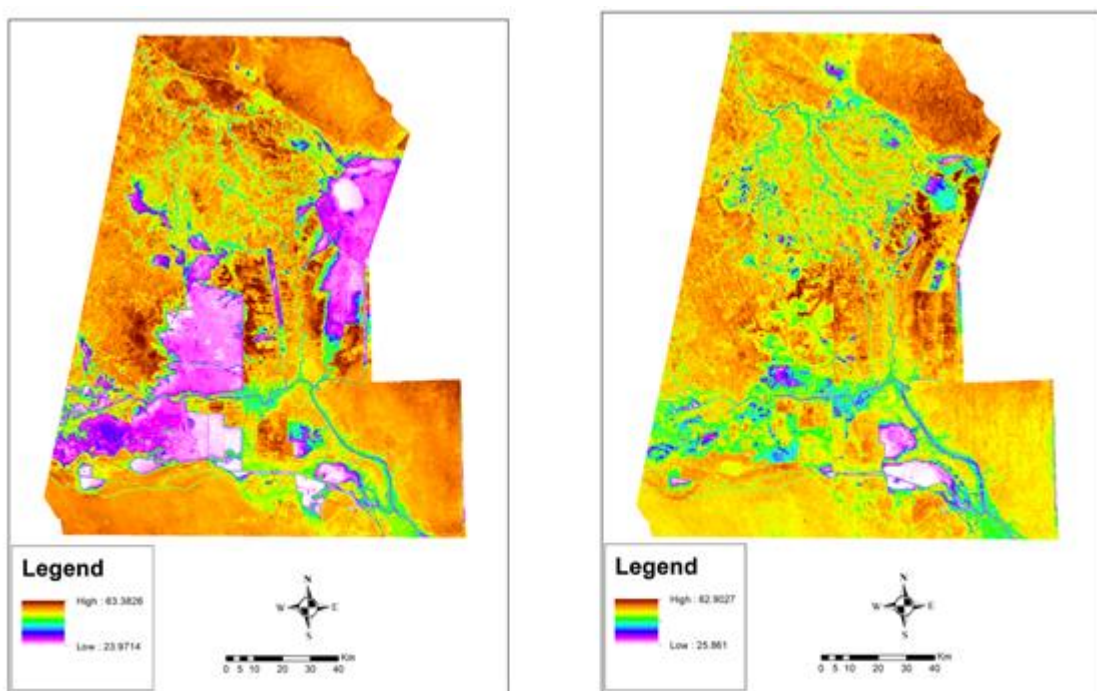 Legend
High : 63.3826
Low : 23.9714
N
W E
S
Km
0 5 10 20 30 40
Legend
High : 62.9027
Low : 25.861
N
W E
S
Km
0 5 10 20 30 40